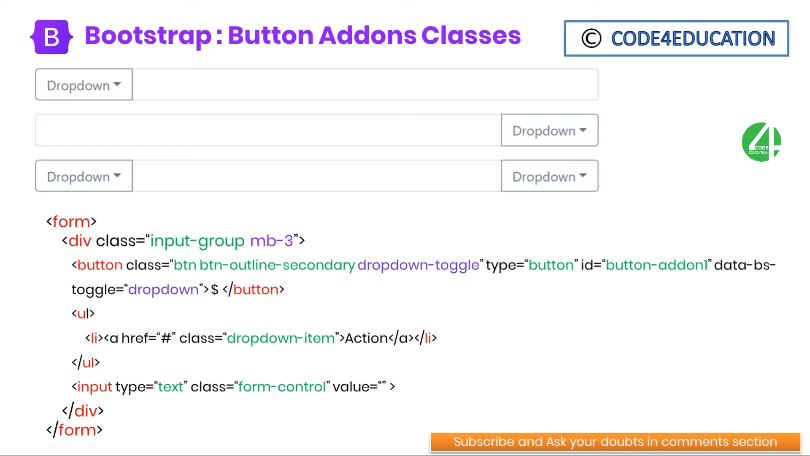 B Bootstrap : Button Addons Classes
© CODE4EDUCATION
Dropdown
Dropdown
4 CODE EDUCATION
Dropdown Dropdown
<form>
<div class=“input-group mb-3”>
<button class=“btn btn-outline-secondary dropdown-toggle” type=“button” id=“button-addon1” data-bs-
toggle=“dropdown”>$ </button>
<ul>
<li><a href=“#” class=“dropdown-item”>Action</a></li>
</ul>
<input type=“text” class=“form-control” value=“” >
</div>
</form>
Subscribe and Ask your doubts in comments section